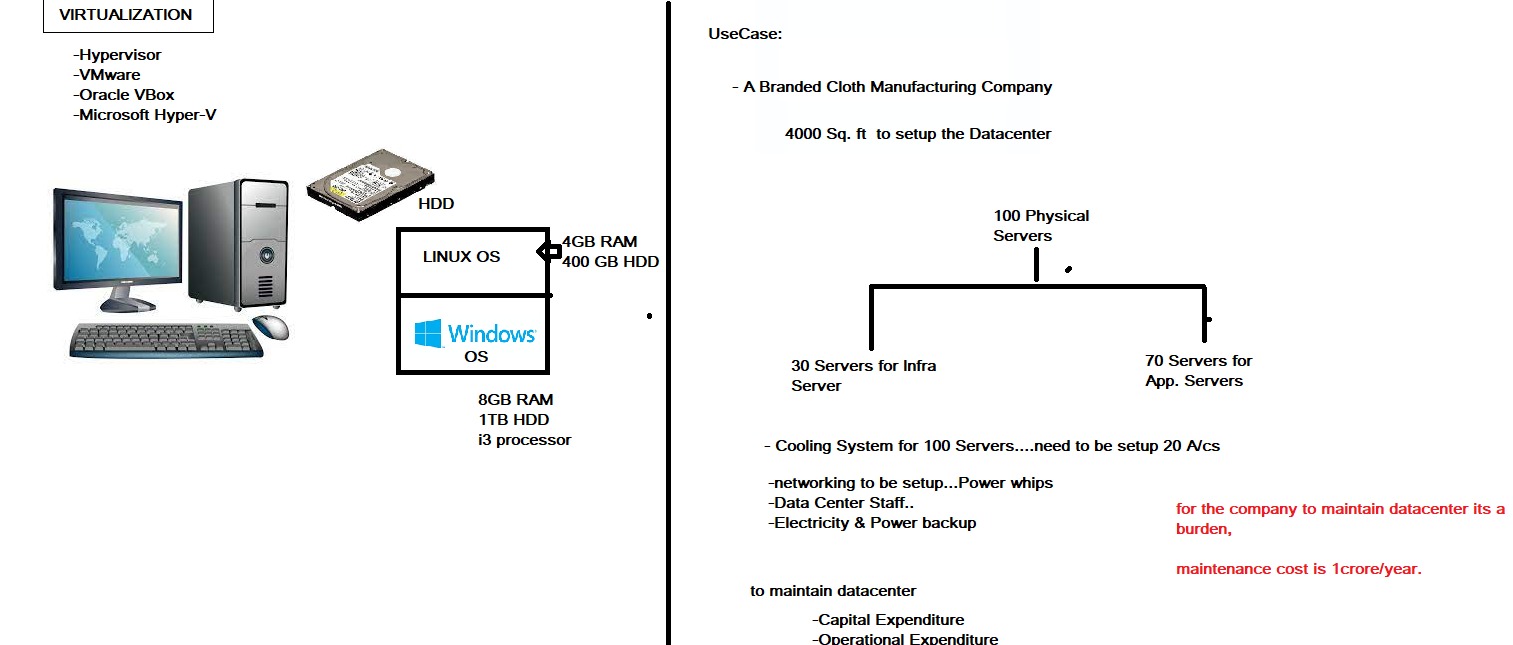 VIRTUALIZATION
-Hypervisor
-VMware
-Oracle VBox
-Microsoft Hyper-V
HDD
LINUX OS
4GB RAM
400 GB HDD
Windows
OS
8GB RAM
1TB HDD
i3 processor
UseCase:
- A Branded Cloth Manufacturing Company
4000 Sq. ft to setup the Datacenter
100 Physical
Servers
30 Servers for Infra
Server
70 Servers for
App. Servers
- Cooling System for 100 Servers....need to be setup 20 A/cs
-networking to be setup...Power whips
-Data Center Staff..
-Electricity & Power backup
for the company to maintain datacenter its a
burden,
maintenance cost is 1crore/year.
to maintain datacenter
-Capital Expenditure
-Operational Expenditure